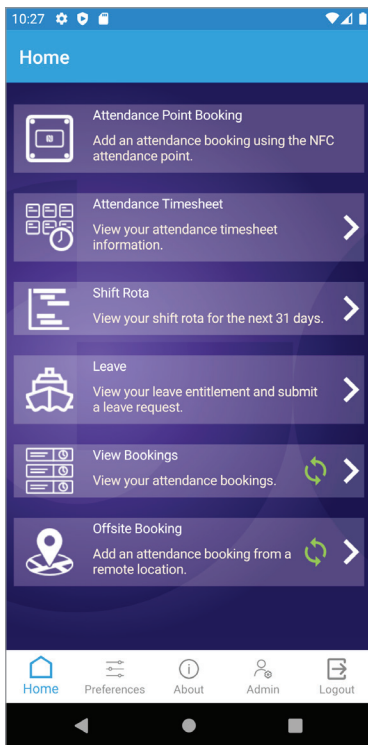 10:27
Home
Attendance Point Booking
Add an attendance booking using the NFC
attendance point.
Attendance Timesheet
View your attendance timesheet
information.
Shift Rota
View your shift rota for the next 31 days.
Leave
View your leave entitlement and submit
a leave request.
View Bookings
View your attendance bookings.
Offsite Booking
Add an attendance booking from a
remote location.
Home Preferences About Admin Logout